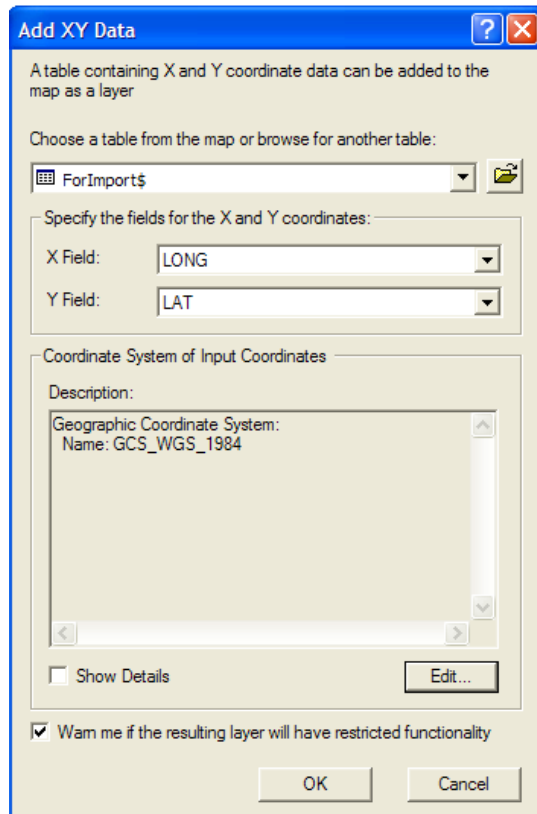 Add XY Data
A table containing X and Y coordinate data can be added to the
map as a layer
Choose a table from the map or browse for another table:
ForImport$
Specify the fields for the X and Y coordinates:
X Field: LONG
Y Field: LAT
Coordinate System of Input Coordinates
Description:
Geographic Coordinate System:
Name: GCS_WGS_1984
Show Details Edit...
Warn me if the resulting layer will have restricted functionality
OK Cancel